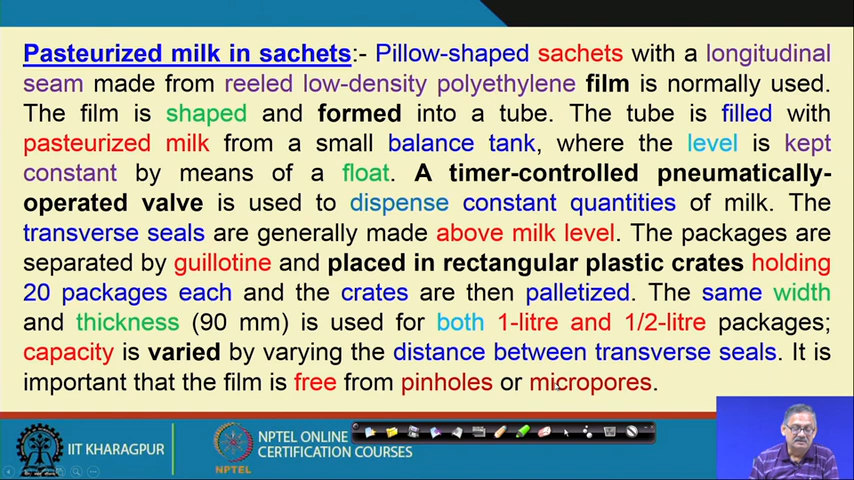 Pasteurized milk in sachets:- Pillow-shaped sachets with a longitudinal
seam made from reeled low-density polyethylene film is normally used.
The film is shaped and formed into a tube. The tube is filled with
pasteurized milk from a small balance tank, where the level is kept
constant by means of a float. A timer-controlled pneumatically-
operated valve is used to dispense constant quantities of milk. The
transverse seals are generally made above milk level. The packages are
separated by guillotine and placed in rectangular plastic crates holding
20 packages each and the crates are then palletized. The same width
and thickness (90 mm) is used for both 1-litre and 1/2-litre packages;
capacity is varied by varying the distance between transverse seals. It is
important that the film is free from pinholes or micropores.
IIT KHARAGPUR
NPTEL
NPTEL ONLINE
CERTIFICATION COURSES